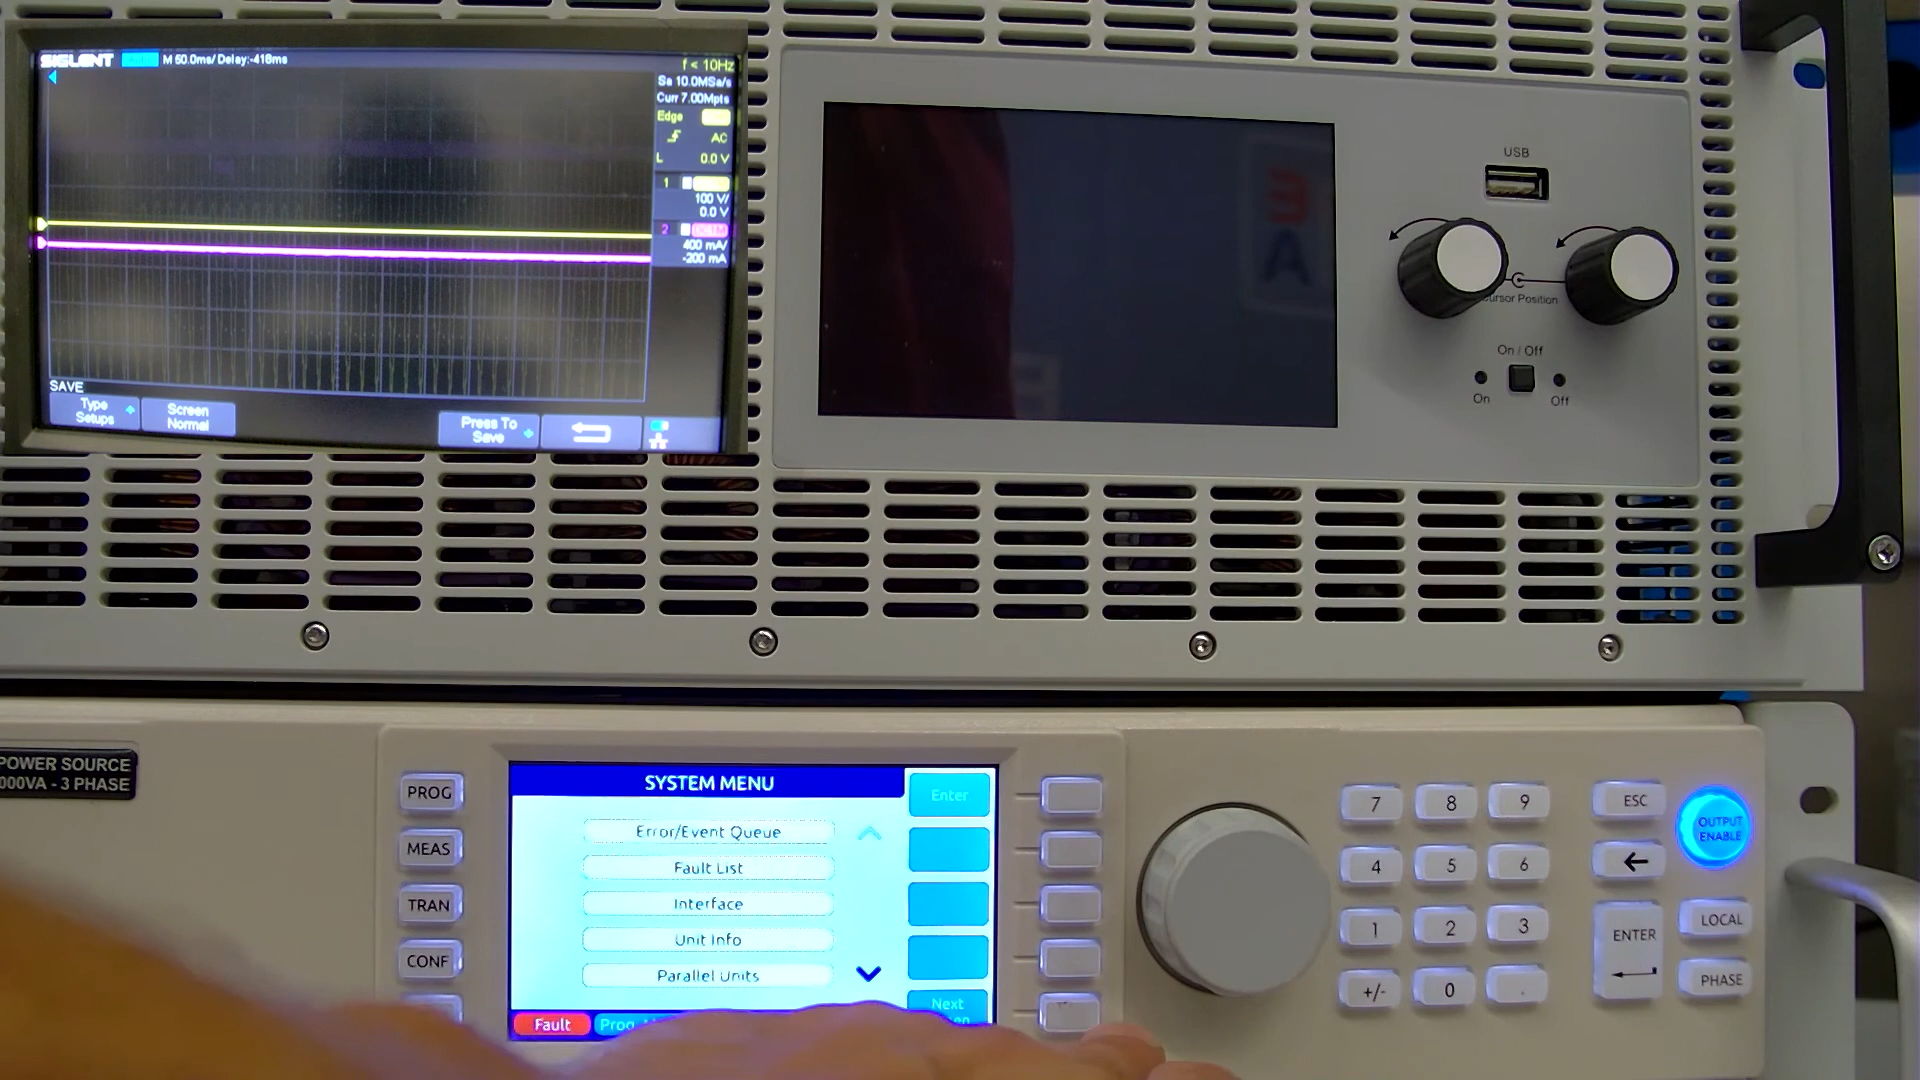 SIGLENT
M 50.0ms/ Delay:-418ms
f < 10Hz
Sa 10.0MSa/s
Curr 7.00Mpts
Edge
AC
L 0.0 V
1
100 V/
0.0 V
2
400 mA/
-200 mA
SAVE
Type
Setups
Screen
Normal
Press To
Save
USB
Cursor Position
On / Off
On
Off
POWER SOURCE
000VA - 3 PHASE
PROG
MEAS
TRAN
CONF
SYSTEM MENU
Error/Event Queue
Fault List
Interface
Unit Info
Parallel Units
Enter
Next
Fault
Prog
7 8 9
4 5 6
1 2 3
+/- 0 .
ESC
ENTER
OUTPUT
ENABLE
LOCAL
PHASE